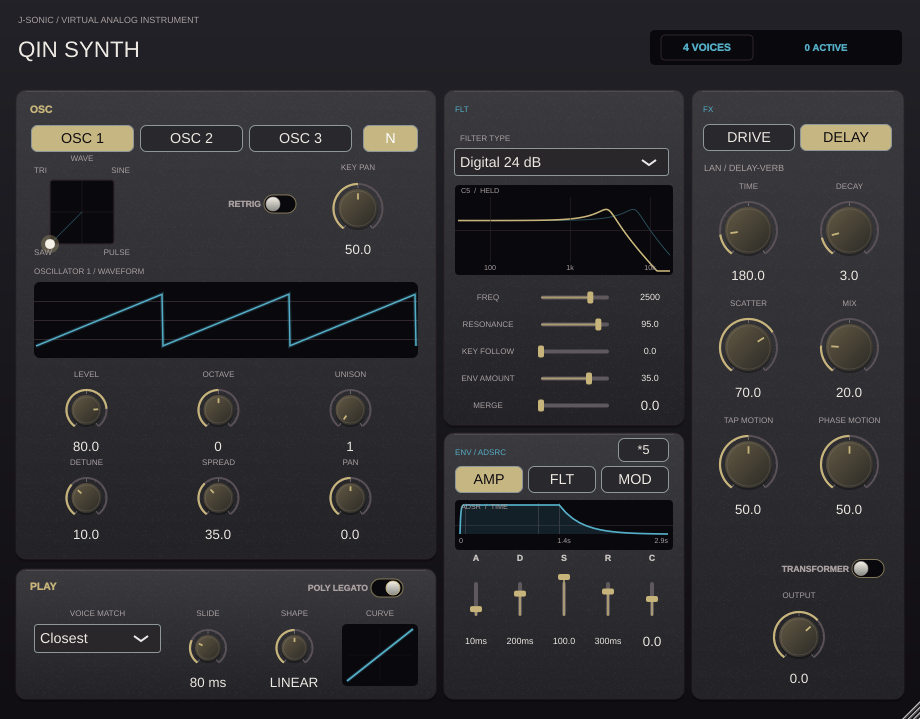 J-SONIC / VIRTUAL ANALOG INSTRUMENT
QIN SYNTH
4 VOICES
0 ACTIVE
OSC
OSC 1
OSC 2
OSC 3
N
WAVE
TRI
SINE
SAW
PULSE
RETRIG
KEY PAN
50.0
OSCILLATOR 1 / WAVEFORM
LEVEL
OCTAVE
UNISON
80.0
0
1
DETUNE
SPREAD
PAN
10.0
35.0
0.0
PLAY
POLY LEGATO
VOICE MATCH
SLIDE
SHAPE
CURVE
Closest
80 ms
LINEAR
FLT
FILTER TYPE
Digital 24 dB
C5 / HELD
100
1k
10k
FREQ
2500
RESONANCE
95.0
KEY FOLLOW
0.0
ENV AMOUNT
35.0
MERGE
0.0
ENV / ADSRC
*5
AMP
FLT
MOD
ADSR / TIME
0
1.4s
2.9s
A
D
S
R
C
10ms
200ms
100.0
300ms
0.0
FX
DRIVE
DELAY
LAN / DELAY-VERB
TIME
DECAY
180.0
3.0
SCATTER
MIX
70.0
20.0
TAP MOTION
PHASE MOTION
50.0
50.0
TRANSFORMER
OUTPUT
0.0